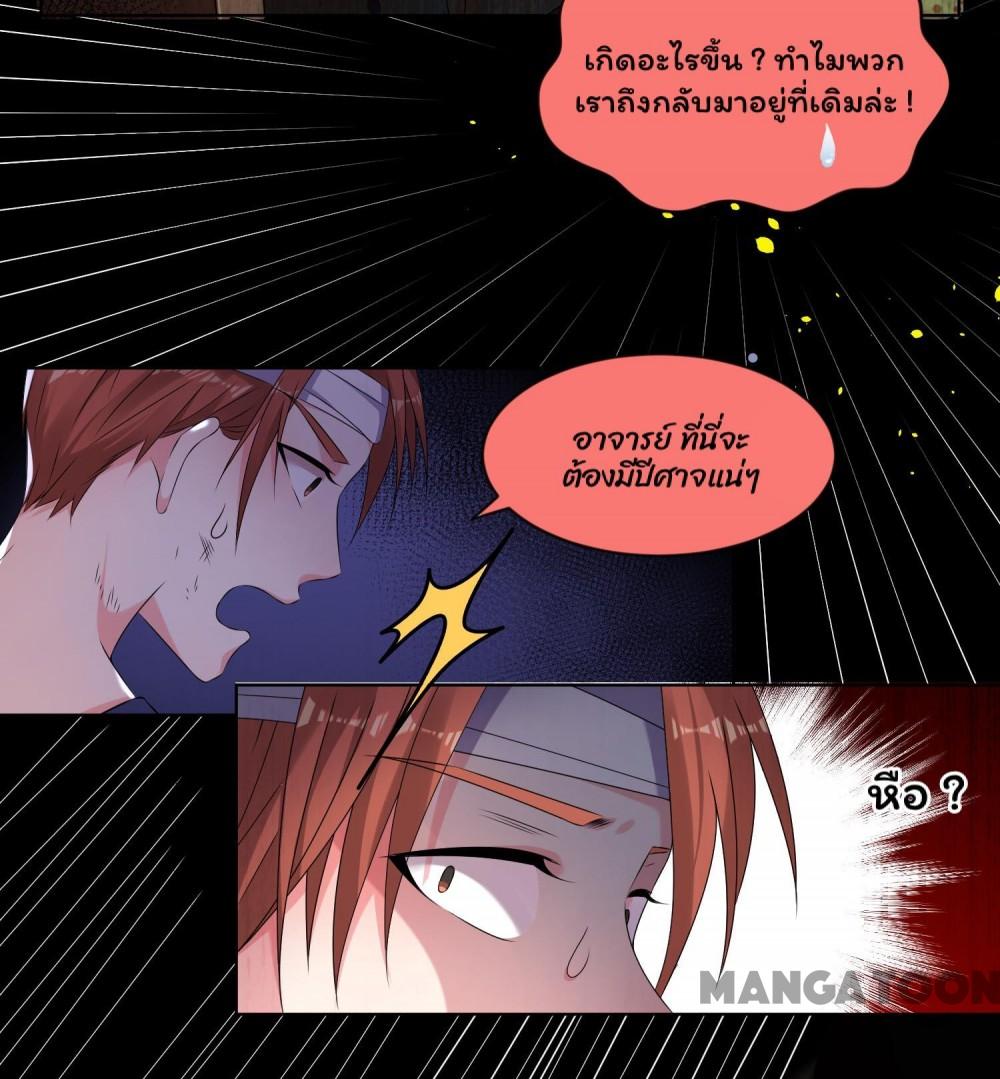 เกิดอะไรขึ้น ? ทำไมพวก
เราถึงกลับมาอยู่ที่เดิมล่ะ !
อาจารย์ ที่นี่จะ
ต้องมีปีศาจแน่ๆ
หือ ?
MANGATOON